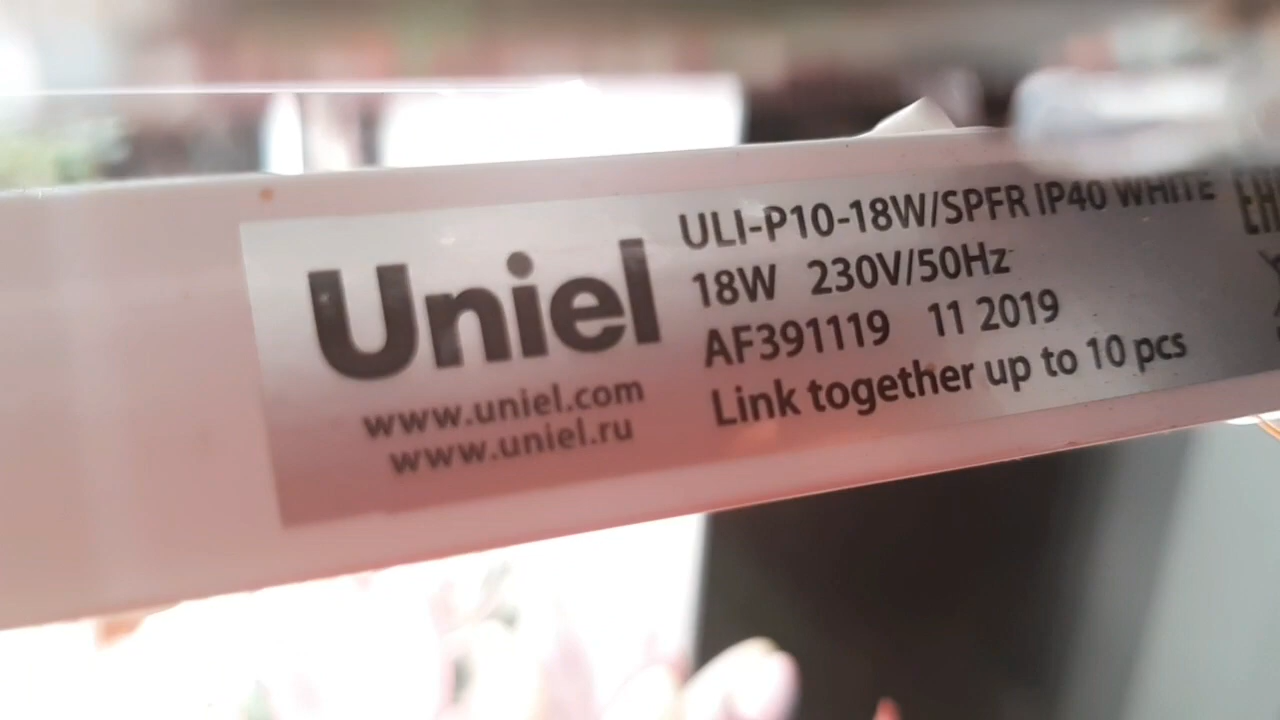 Uniel
www.uniel.com
www.uniel.ru
ULI-P10-18W/SPFR IP40 WHITE
18W 230V/50Hz
AF391119 11 2019
Link together up to 10 pcs